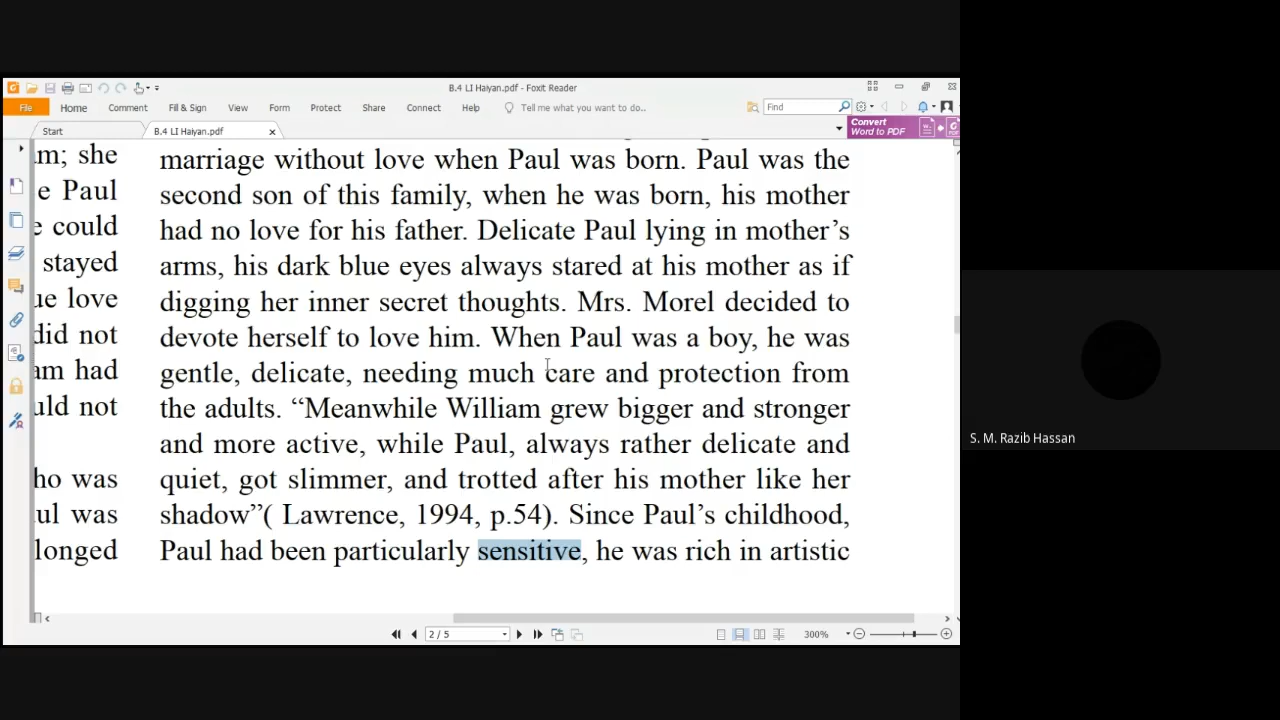 B.4 LI Haiyan.pdf - Foxit Reader
File Home Comment Fill & Sign View Form Protect Share Connect Help Tell me what you want to do.. Find
Convert
Word to PDF
Start B.4 LI Haiyan.pdf
m; she
e Paul
e could
stayed
ue love
did not
am had
uld not
ho was
ul was
longed
marriage without love when Paul was born. Paul was the
second son of this family, when he was born, his mother
had no love for his father. Delicate Paul lying in mother’s
arms, his dark blue eyes always stared at his mother as if
digging her inner secret thoughts. Mrs. Morel decided to
devote herself to love him. When Paul was a boy, he was
gentle, delicate, needing much care and protection from
the adults. “Meanwhile William grew bigger and stronger
and more active, while Paul, always rather delicate and
quiet, got slimmer, and trotted after his mother like her
shadow”( Lawrence, 1994, p.54). Since Paul’s childhood,
Paul had been particularly sensitive, he was rich in artistic
2 / 5 300%
S. M. Razib Hassan